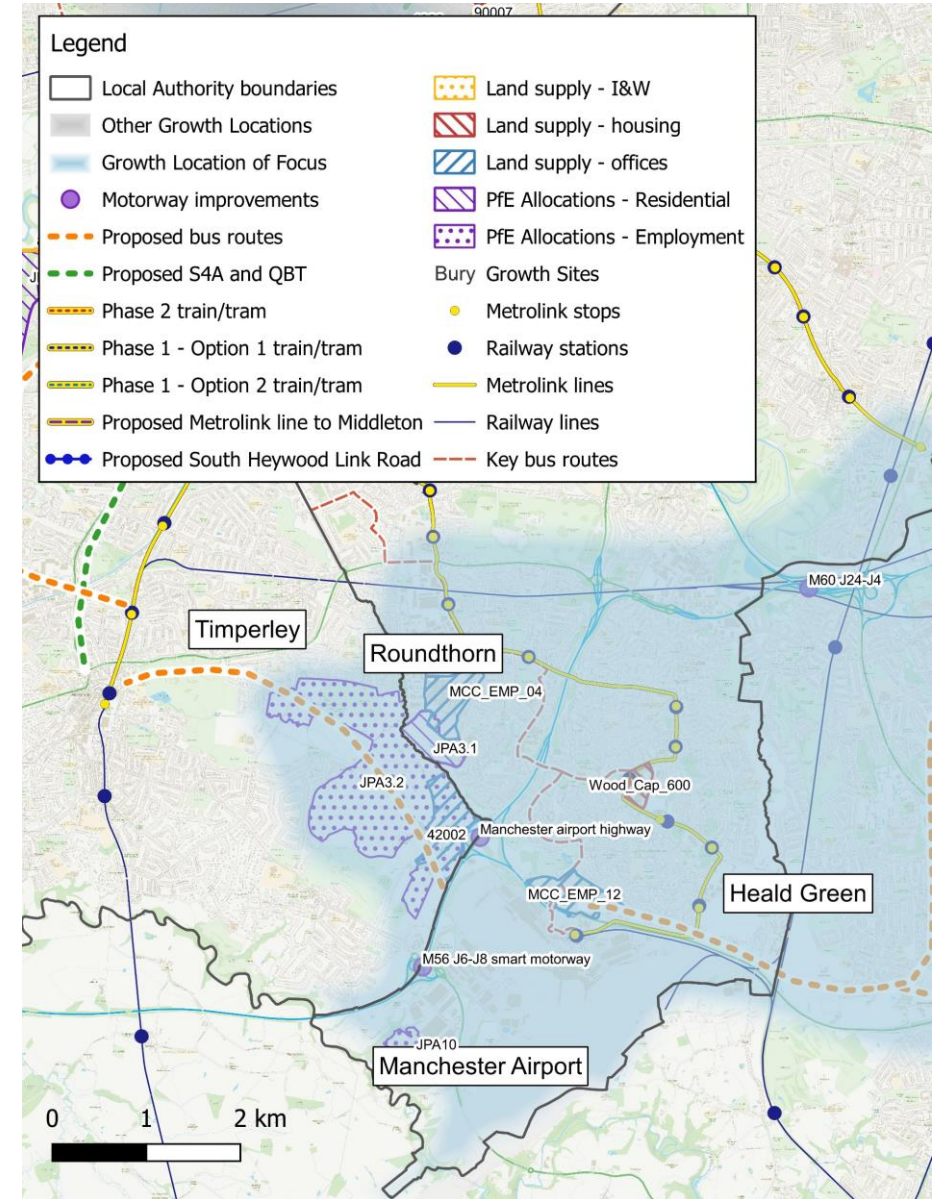 90007
Legend
Local Authority boundaries
Other Growth Locations
Growth Location of Focus
Motorway improvements
Proposed bus routes
Proposed S4A and QBT
Phase 2 train/tram
Phase 1 - Option 1 train/tram
Phase 1 - Option 2 train/tram
Proposed Metrolink line to Middleton
Proposed South Heywood Link Road
Land supply - I&W
Land supply - housing
Land supply - offices
PfE Allocations - Residential
PfE Allocations - Employment
Bury Growth Sites
Metrolink stops
Railway stations
Metrolink lines
Railway lines
Key bus routes
M60 J24-J4
Timperley
Roundthorn
MCC_EMP_04
JPA3.1
JPA3.2
Wood_Cap_600
42002
Manchester airport highway
MCC_EMP_12
Heald Green
M56 J6-J8 smart motorway
JPA10
Manchester Airport
0 1 2 km